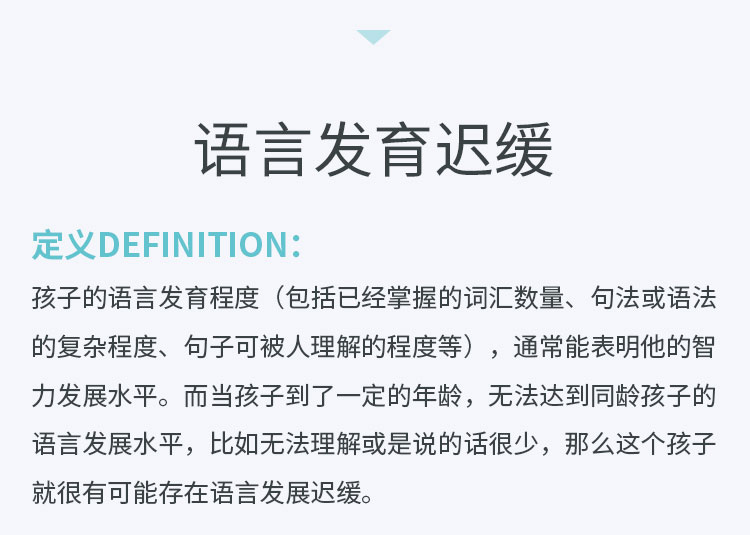 语言发育迟缓
定义DEFINITION：
孩子的语言发育程度（包括已经掌握的词汇数量、句法或语法
的复杂程度、句子可被人理解的程度等），通常能表明他的智
力发展水平。而当孩子到了一定的年龄，无法达到同龄孩子的
语言发展水平，比如无法理解或是说的话很少，那么这个孩子
就很有可能存在语言发展迟缓。